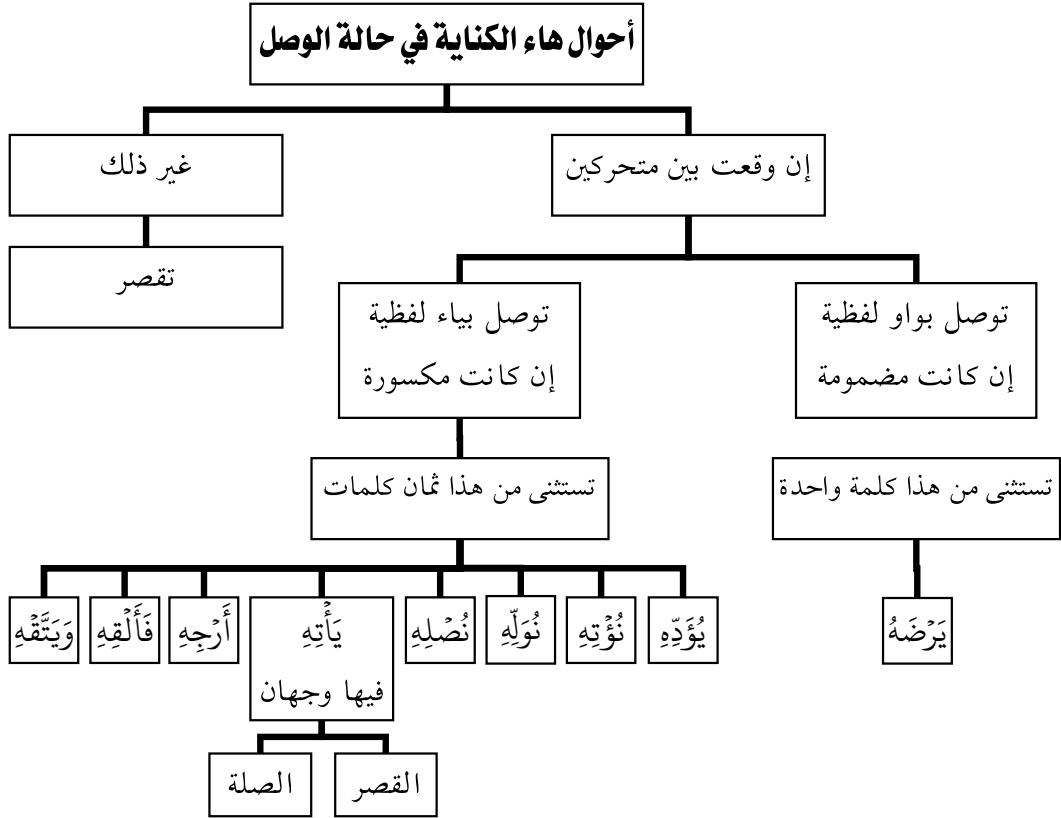 أحوال هاء الكناية في حالة الوصل
إن وقعت بين متحركين
غير ذلك
تقصر
توصل بواو لفظية
إن كانت مضمومة
توصل بياء لفظية
إن كانت مكسورة
تستثنى من هذا كلمة واحدة
تستثنى من هذا ثمان كلمات
يَرْضَهُ
يُؤَدِّهِ
نُؤْتِهِ
نُوَلِّهِ
نُصْلِهِ
يَأْتِهِ
فيها وجهان
أَرْجِهِ
فَأَلْقِهِ
وَيَتَّقْهِ
القصر
الصلة